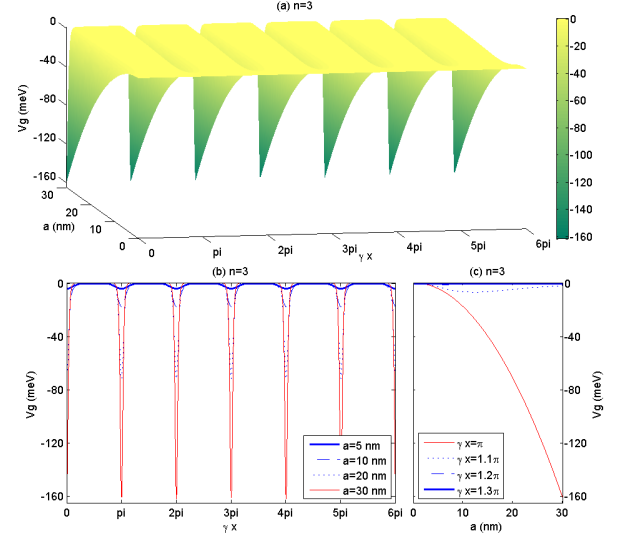 (a) n=3
0
-40
-80
-120
-160
Vg (meV)
30
20
10
0
a (nm)
0
pi
2pi
3pi
4pi
5pi
6pi
γ x
0
-20
-40
-60
-80
-100
-120
-140
-160
(b) n=3
0
-40
-80
-120
-160
Vg (meV)
0
pi
2pi
3pi
4pi
5pi
6pi
γ x
a=5 nm
a=10 nm
a=20 nm
a=30 nm
(c) n=3
0
-40
-80
-120
-160
Vg (meV)
0
10
20
30
a (nm)
γ x=π
γ x=1.1π
γ x=1.2π
γ x=1.3π